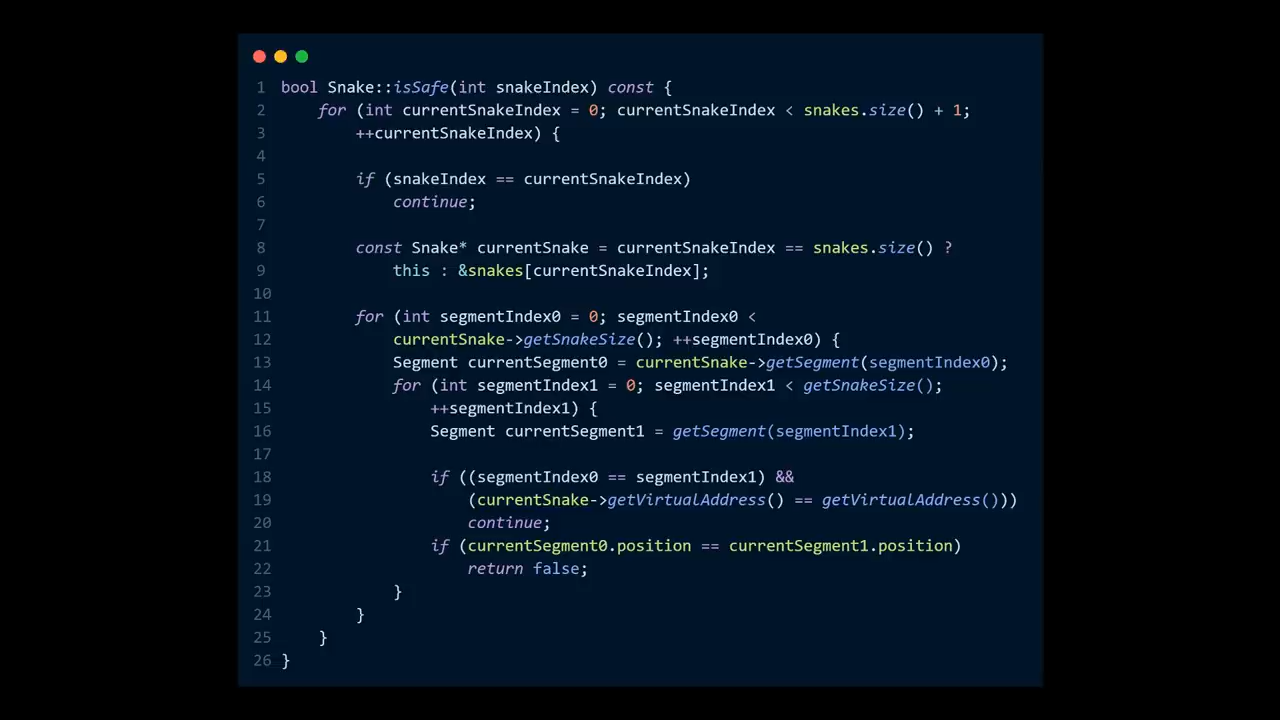 1 bool Snake::isSafe(int snakeIndex) const {
2 for (int currentSnakeIndex = 0; currentSnakeIndex < snakes.size() + 1;
3 ++currentSnakeIndex) {
4
5 if (snakeIndex == currentSnakeIndex)
6 continue;
7
8 const Snake* currentSnake = currentSnakeIndex == snakes.size() ?
9 this : &snakes[currentSnakeIndex];
10
11 for (int segmentIndex0 = 0; segmentIndex0 <
12 currentSnake->getSnakeSize(); ++segmentIndex0) {
13 Segment currentSegment0 = currentSnake->getSegment(segmentIndex0);
14 for (int segmentIndex1 = 0; segmentIndex1 < getSnakeSize();
15 ++segmentIndex1) {
16 Segment currentSegment1 = getSegment(segmentIndex1);
17
18 if ((segmentIndex0 == segmentIndex1) &&
19 (currentSnake->getVirtualAddress() == getVirtualAddress()))
20 continue;
21 if (currentSegment0.position == currentSegment1.position)
22 return false;
23 }
24 }
25 }
26 }